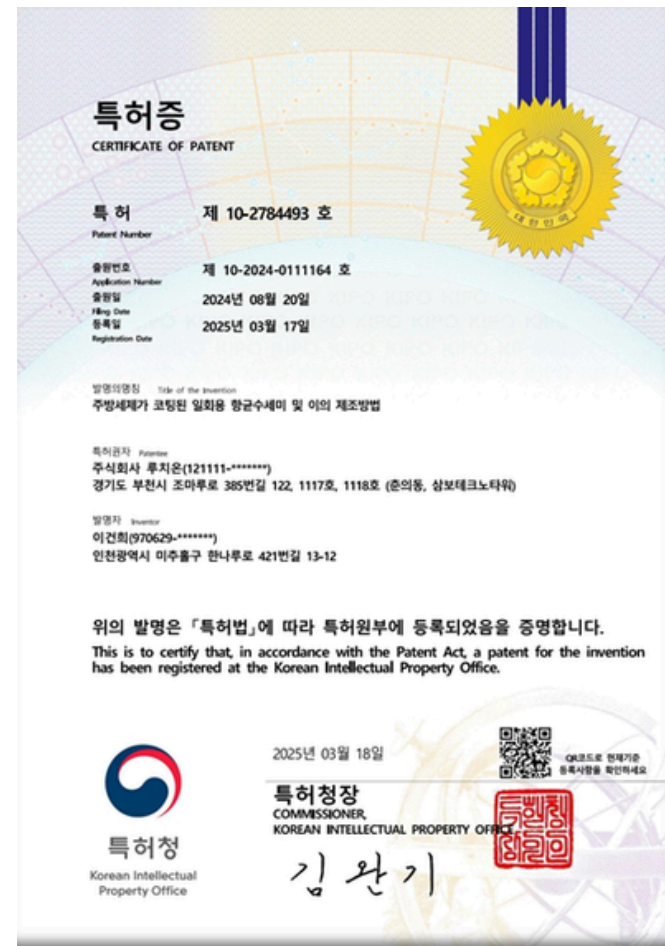 특허증
CERTIFICATE OF PATENT
대한민국
특 허 제 10-2784493 호
Patent Number
출원번호 제 10-2024-0111164 호
Application Number
출원일 2024년 08월 20일
Filing Date
등록일 2025년 03월 17일
Registration Date
발명의명칭 Title of the Invention
주방세제가 코팅된 일회용 항균수세미 및 이의 제조방법
특허권자 Patentee
주식회사 루치온(121111-*******)
경기도 부천시 조마루로 385번길 122, 1117호, 1118호 (춘의동, 삼보테크노타워)
발명자 Inventor
이건희(970629-*******)
인천광역시 미추홀구 한나루로 421번길 13-12
위의 발명은 「특허법」에 따라 특허원부에 등록되었음을 증명합니다.
This is to certify that, in accordance with the Patent Act, a patent for the invention
has been registered at the Korean Intellectual Property Office.
2025년 03월 18일
QR코드로 현재기준
등록사항을 확인하세요
특허청장
COMMISSIONER,
KOREAN INTELLECTUAL PROPERTY OFFICE
김완기
특허청
Korean Intellectual
Property Office